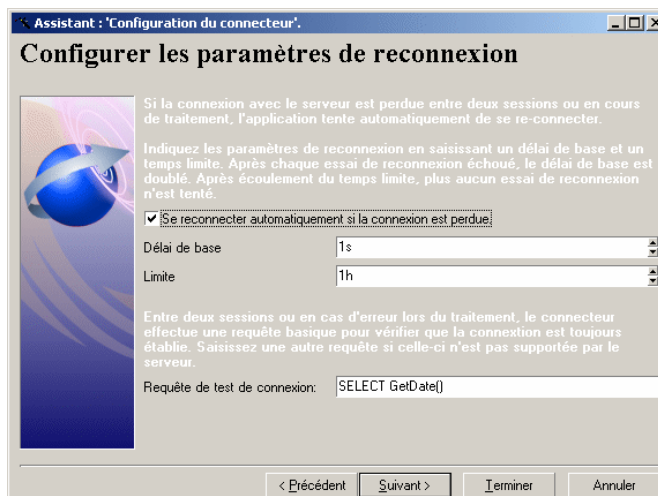 Assistant : 'Configuration du connecteur'.
Configurer les paramètres de reconnexion
Si la connexion avec le serveur est perdue entre deux sessions ou en cours
de traitement, l'application tente automatiquement de se re-connecter.
Indiquez les paramètres de reconnexion en saisissant un délai de base et un
temps limite. Après chaque essai de reconnexion échoué, le délai de base est
doublé. Après écoulement du temps limite, plus aucun essai de reconnexion
n'est tenté.
Se reconnecter automatiquement si la connexion est perdue.
Délai de base
1s
Limite
1h
Entre deux sessions ou en cas d'erreur lors du traitement, le connecteur
effectue une requête basique pour vérifier que la connextion est toujours
établie. Saisissez une autre requête si celle-ci n'est pas supportée par le
serveur.
Requête de test de connexion:
SELECT GetDate()
< Précédent
Suivant >
Terminer
Annuler